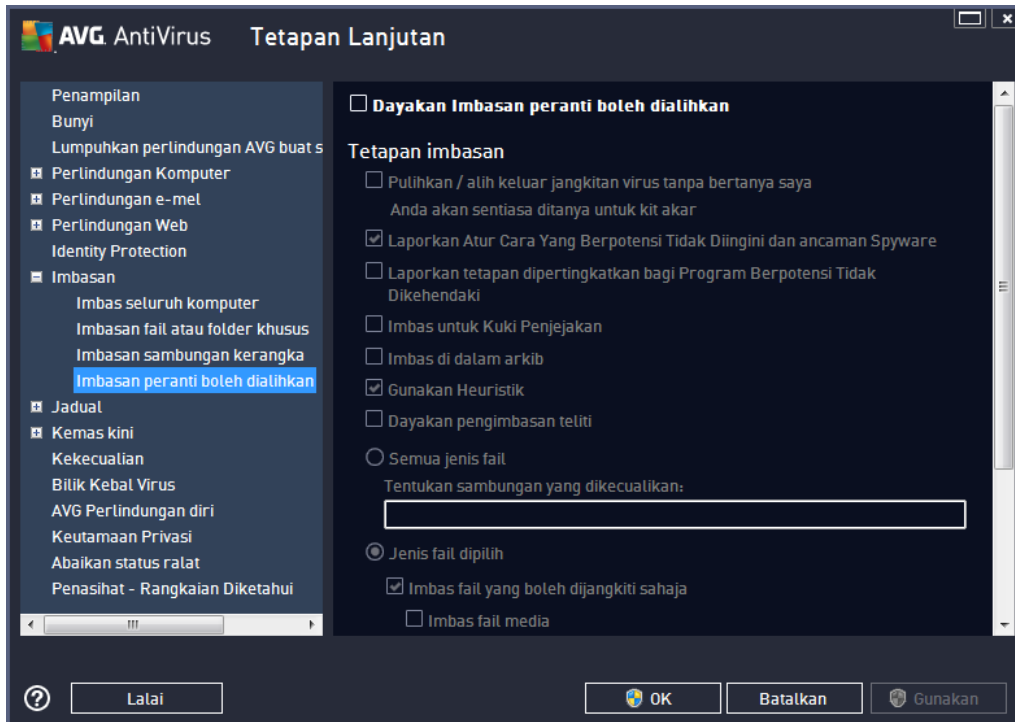 AVG AntiVirus Tetapan Lanjutan
Penampilan
Bunyi
Lumpuhkan perlindungan AVG buat s
Perlindungan Komputer
Perlindungan e-mel
Perlindungan Web
Identity Protection
Imbasan
Imbas seluruh komputer
Imbasan fail atau folder khusus
Imbasan sambungan kerangka
Imbasan peranti boleh dialihkan
Jadual
Kemas kini
Kekecualian
Bilik Kebal Virus
AVG Perlindungan diri
Keutamaan Privasi
Abaikan status ralat
Penasihat - Rangkaian Diketahui
Dayakan Imbasan peranti boleh dialihkan
Tetapan imbasan
Pulihkan / alih keluar jangkitan virus tanpa bertanya saya
Anda akan sentiasa ditanya untuk kit akar
Laporkan Atur Cara Yang Berpotensi Tidak Diingini dan ancaman Spyware
Laporkan tetapan dipertingkatkan bagi Program Berpotensi Tidak
Dikehendaki
Imbas untuk Kuki Penjejakan
Imbas di dalam arkib
Gunakan Heuristik
Dayakan pengimbasan teliti
Semua jenis fail
Tentukan sambungan yang dikecualikan:
Jenis fail dipilih
Imbas fail yang boleh dijangkiti sahaja
Imbas fail media
? Lalai OK Batalkan Gunakan